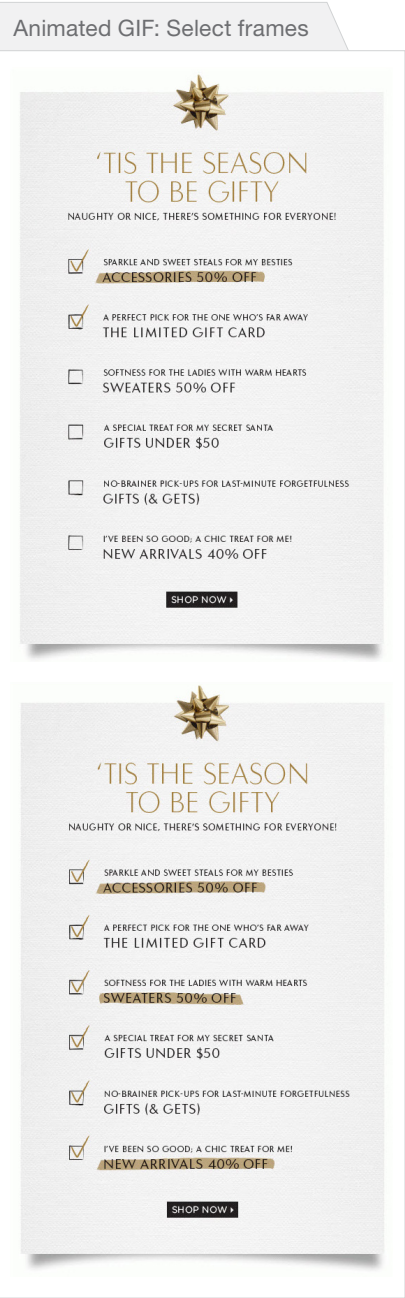 Animated GIF: Select frames
‘TIS THE SEASON
TO BE GIFTY
NAUGHTY OR NICE, THERE'S SOMETHING FOR EVERYONE!
SPARKLE AND SWEET STEALS FOR MY BESTIES
ACCESSORIES 50% OFF
A PERFECT PICK FOR THE ONE WHO'S FAR AWAY
THE LIMITED GIFT CARD
SOFTNESS FOR THE LADIES WITH WARM HEARTS
SWEATERS 50% OFF
A SPECIAL TREAT FOR MY SECRET SANTA
GIFTS UNDER $50
NO-BRAINER PICK-UPS FOR LAST-MINUTE FORGETFULNESS
GIFTS (& GETS)
I'VE BEEN SO GOOD; A CHIC TREAT FOR ME!
NEW ARRIVALS 40% OFF
SHOP NOW
‘TIS THE SEASON
TO BE GIFTY
NAUGHTY OR NICE, THERE'S SOMETHING FOR EVERYONE!
SPARKLE AND SWEET STEALS FOR MY BESTIES
ACCESSORIES 50% OFF
A PERFECT PICK FOR THE ONE WHO'S FAR AWAY
THE LIMITED GIFT CARD
SOFTNESS FOR THE LADIES WITH WARM HEARTS
SWEATERS 50% OFF
A SPECIAL TREAT FOR MY SECRET SANTA
GIFTS UNDER $50
NO-BRAINER PICK-UPS FOR LAST-MINUTE FORGETFULNESS
GIFTS (& GETS)
I'VE BEEN SO GOOD; A CHIC TREAT FOR ME!
NEW ARRIVALS 40% OFF
SHOP NOW